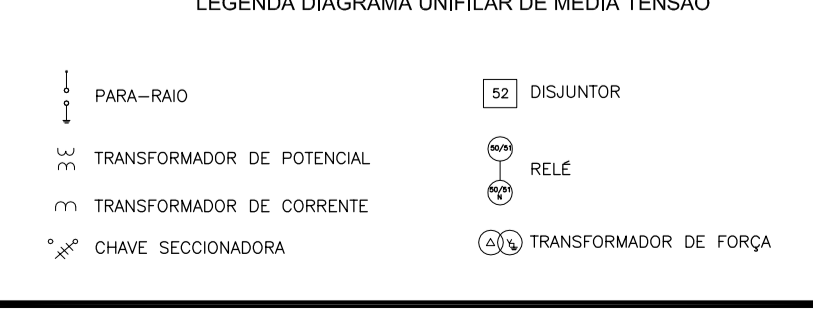 LEGENDA DIAGRAMA UNIFILAR DE MÉDIA TENSÃO
PARA-RAIO
TRANSFORMADOR DE POTENCIAL
TRANSFORMADOR DE CORRENTE
CHAVE SECCIONADORA
52 DISJUNTOR
50/51
RELÉ
50/51
N
TRANSFORMADOR DE FORÇA